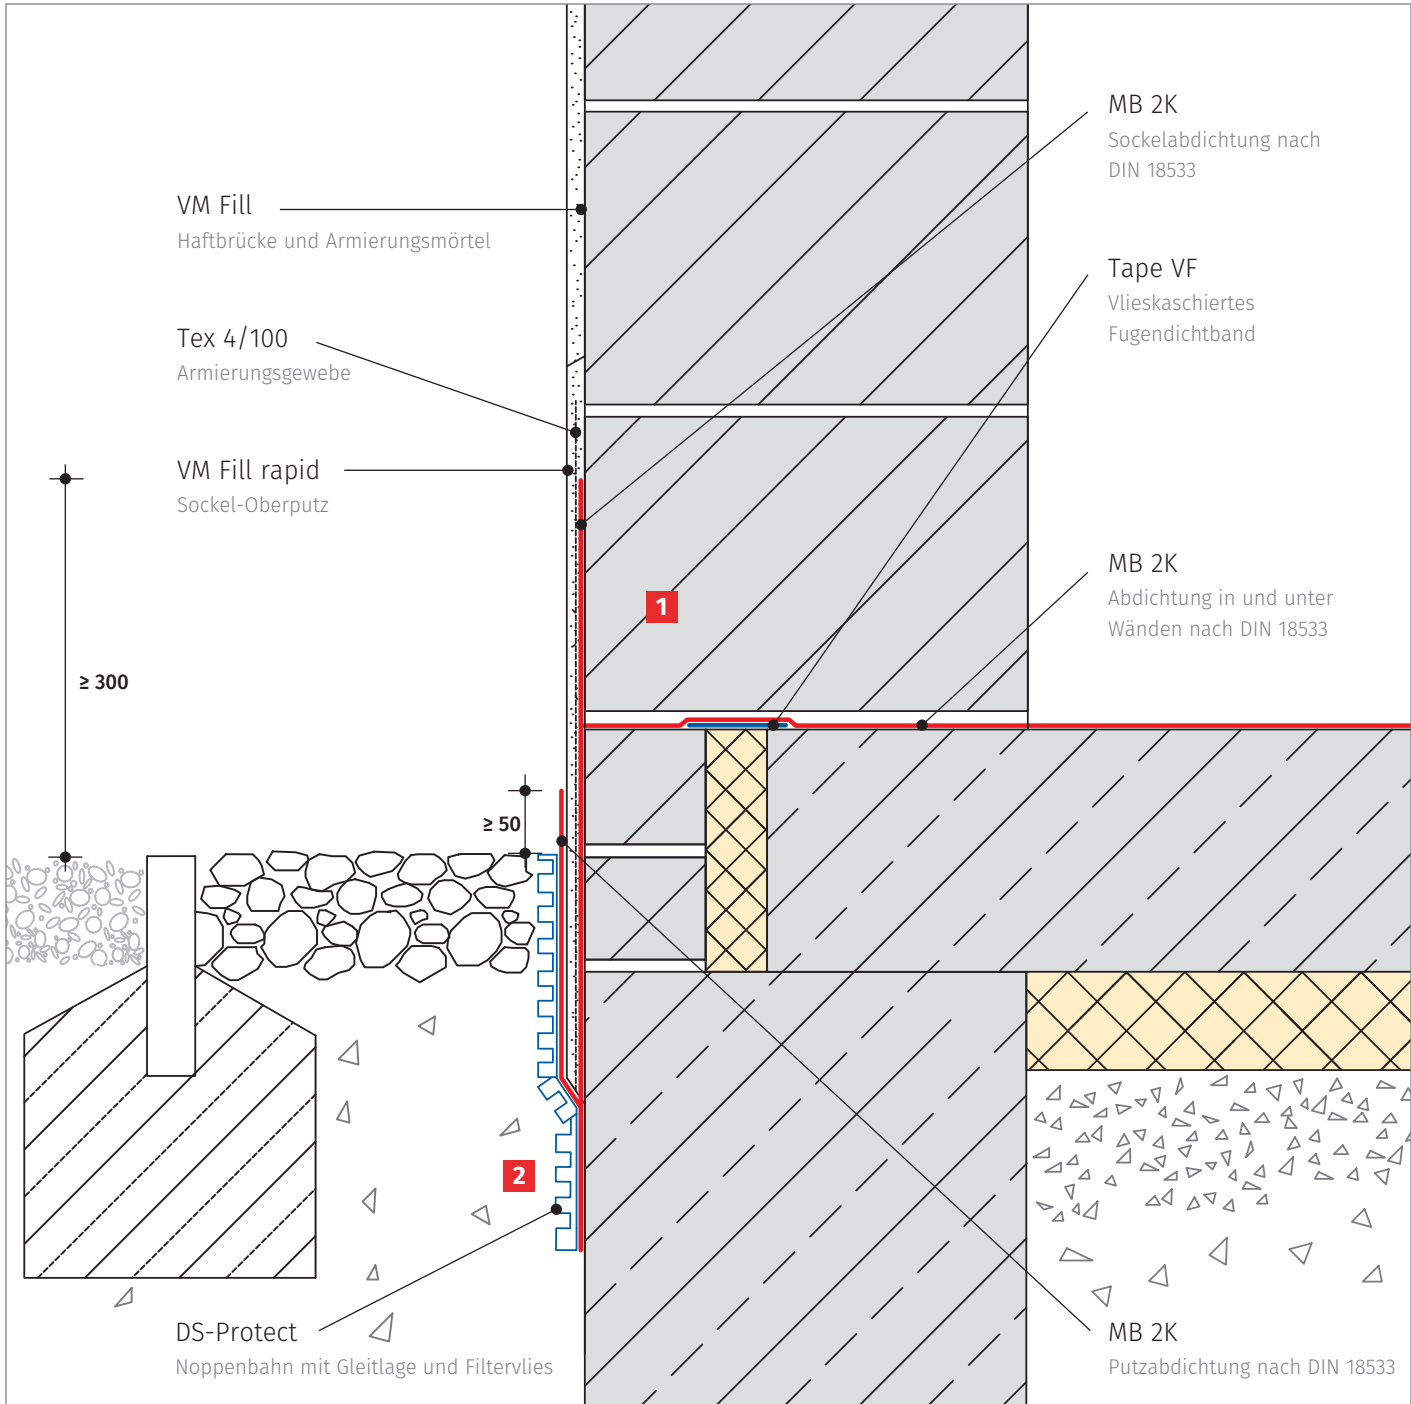 MB 2K
Sockelabdichtung nach
DIN 18533
VM Fill
Haftbrücke und Armierungsmörtel
Tape VF
Vlieskaschiertes
Fugendichtband
Tex 4/100
Armierungsgewebe
VM Fill rapid
Sockel-Oberputz
MB 2K
Abdichtung in und unter
Wänden nach DIN 18533
1
≥ 300
≥ 50
2
DS-Protect
Noppenbahn mit Gleitlage und Filtervlies
MB 2K
Putzabdichtung nach DIN 18533